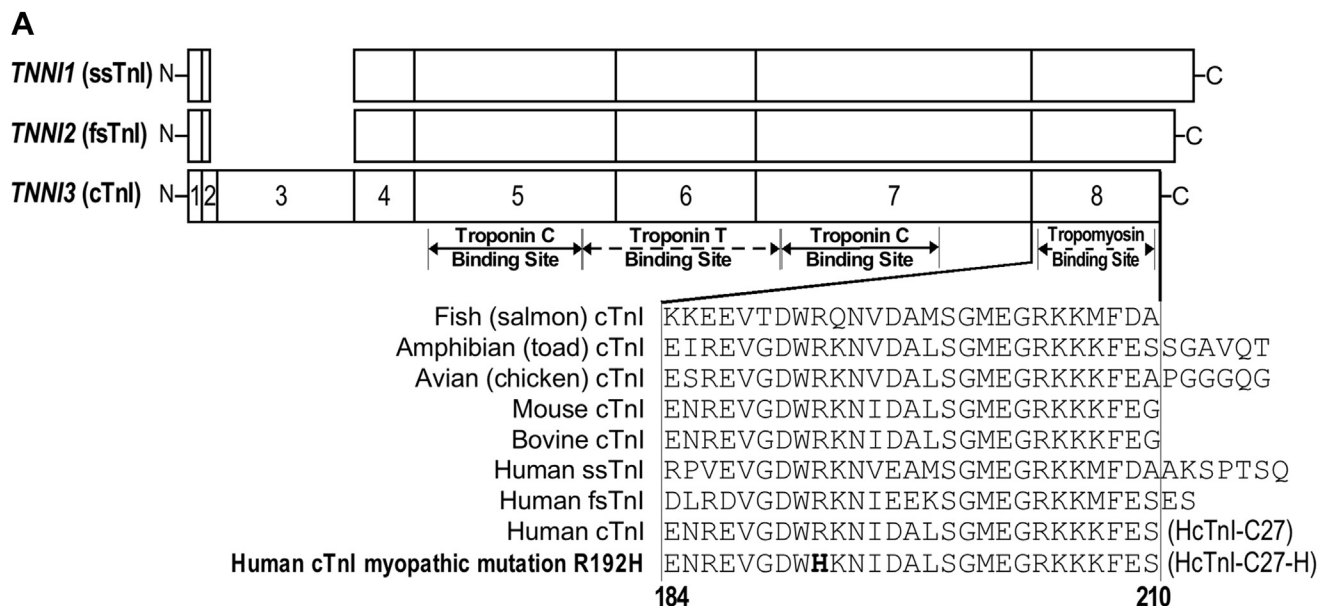 A
TNNI1 (ssTnI) N C
TNNI2 (fsTnI) N C
TNNI3 (cTnI) N 1 2 3 4 5 6 7 8 C
Troponin C Troponin T Troponin C Tropomyosin
Binding Site Binding Site Binding Site Binding Site
Fish (salmon) cTnI KKEEVTDWRQNVDAMSGMEGRKKMFDA
Amphibian (toad) cTnI EIREVGDWRKNVDALSGMEGRKKKFESSGAVQT
Avian (chicken) cTnI ESREVGDWRKNVDALSGMEGRKKKFEAPGGGQG
Mouse cTnI ENREVGDWRKNIDALSGMEGRKKKFEG
Bovine cTnI ENREVGDWRKNIDALSGMEGRKKKFEG
Human ssTnI RPVEVGDWRKNVEAMSGMEGRKKMFDAAKSPTSQ
Human fsTnI DLRDVGDWRKNIEEKSGMEGRKKMFESES
Human cTnI ENREVGDWRKNIDALSGMEGRKKKFES (HcTnI-C27)
Human cTnI myopathic mutation R192H ENREVGDWHKNIDALSGMEGRKKKFES (HcTnI-C27-H)
184 210